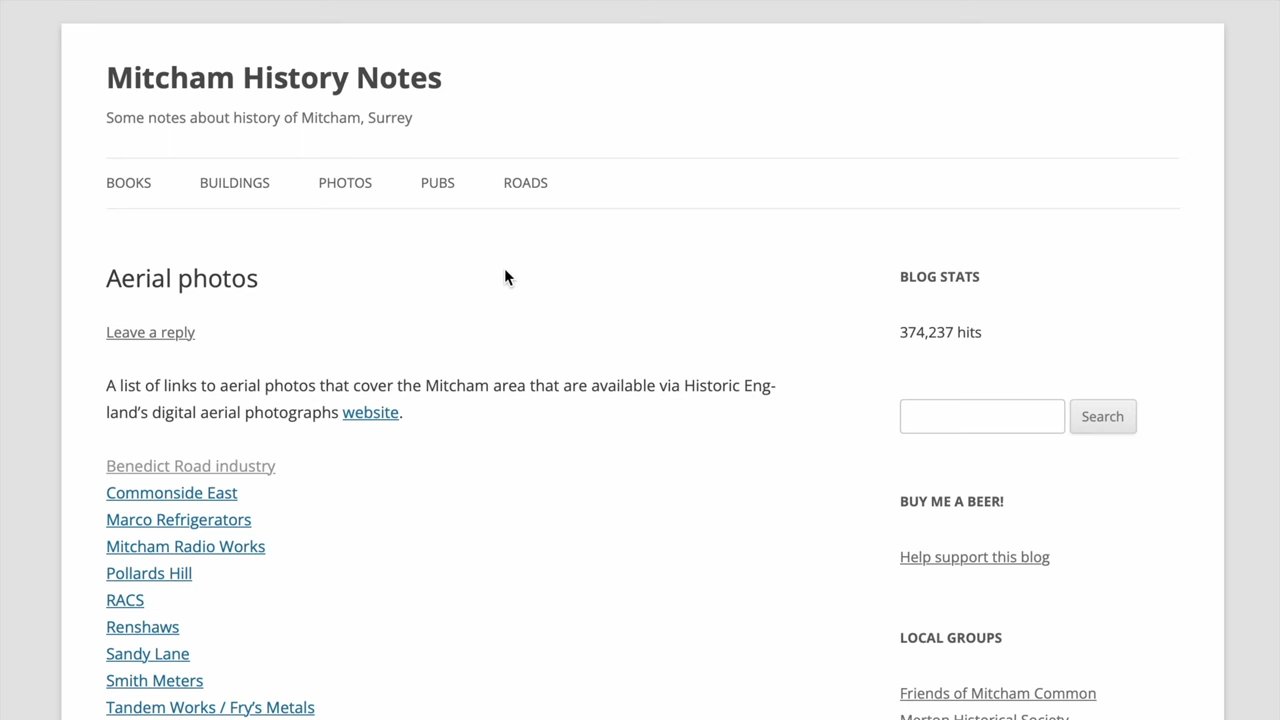 Mitcham History Notes
Some notes about history of Mitcham, Surrey
BOOKS BUILDINGS PHOTOS PUBS ROADS
Aerial photos
Leave a reply
A list of links to aerial photos that cover the Mitcham area that are available via Historic Eng-
land’s digital aerial photographs website.
Benedict Road industry
Commonside East
Marco Refrigerators
Mitcham Radio Works
Pollards Hill
RACS
Renshaws
Sandy Lane
Smith Meters
Tandem Works / Fry’s Metals
BLOG STATS
374,237 hits
Search
BUY ME A BEER!
Help support this blog
LOCAL GROUPS
Friends of Mitcham Common
Merton Historical Society